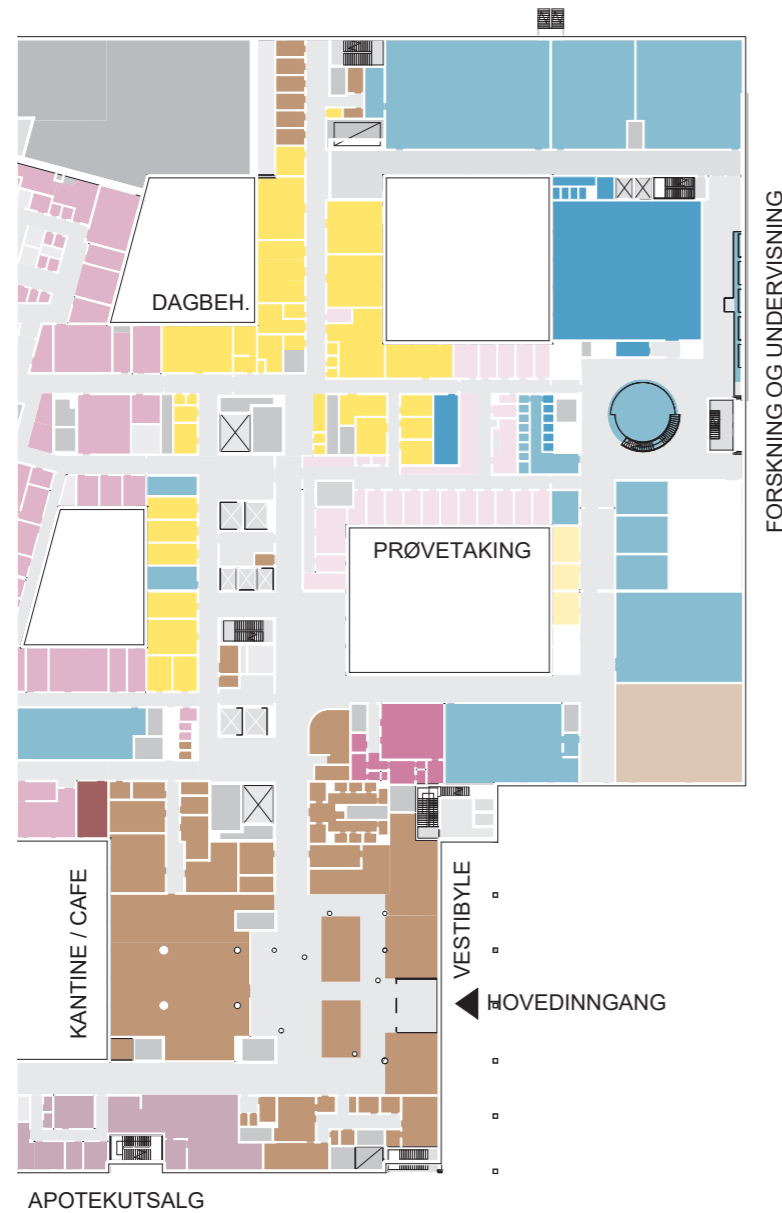 DAGBEH.
FORSKNING OG UNDERVISNING
PRØVETAKING
KANTINE / CAFE
VESTIBYLE
HOVEDINNGANG
APOTEKUTSALG